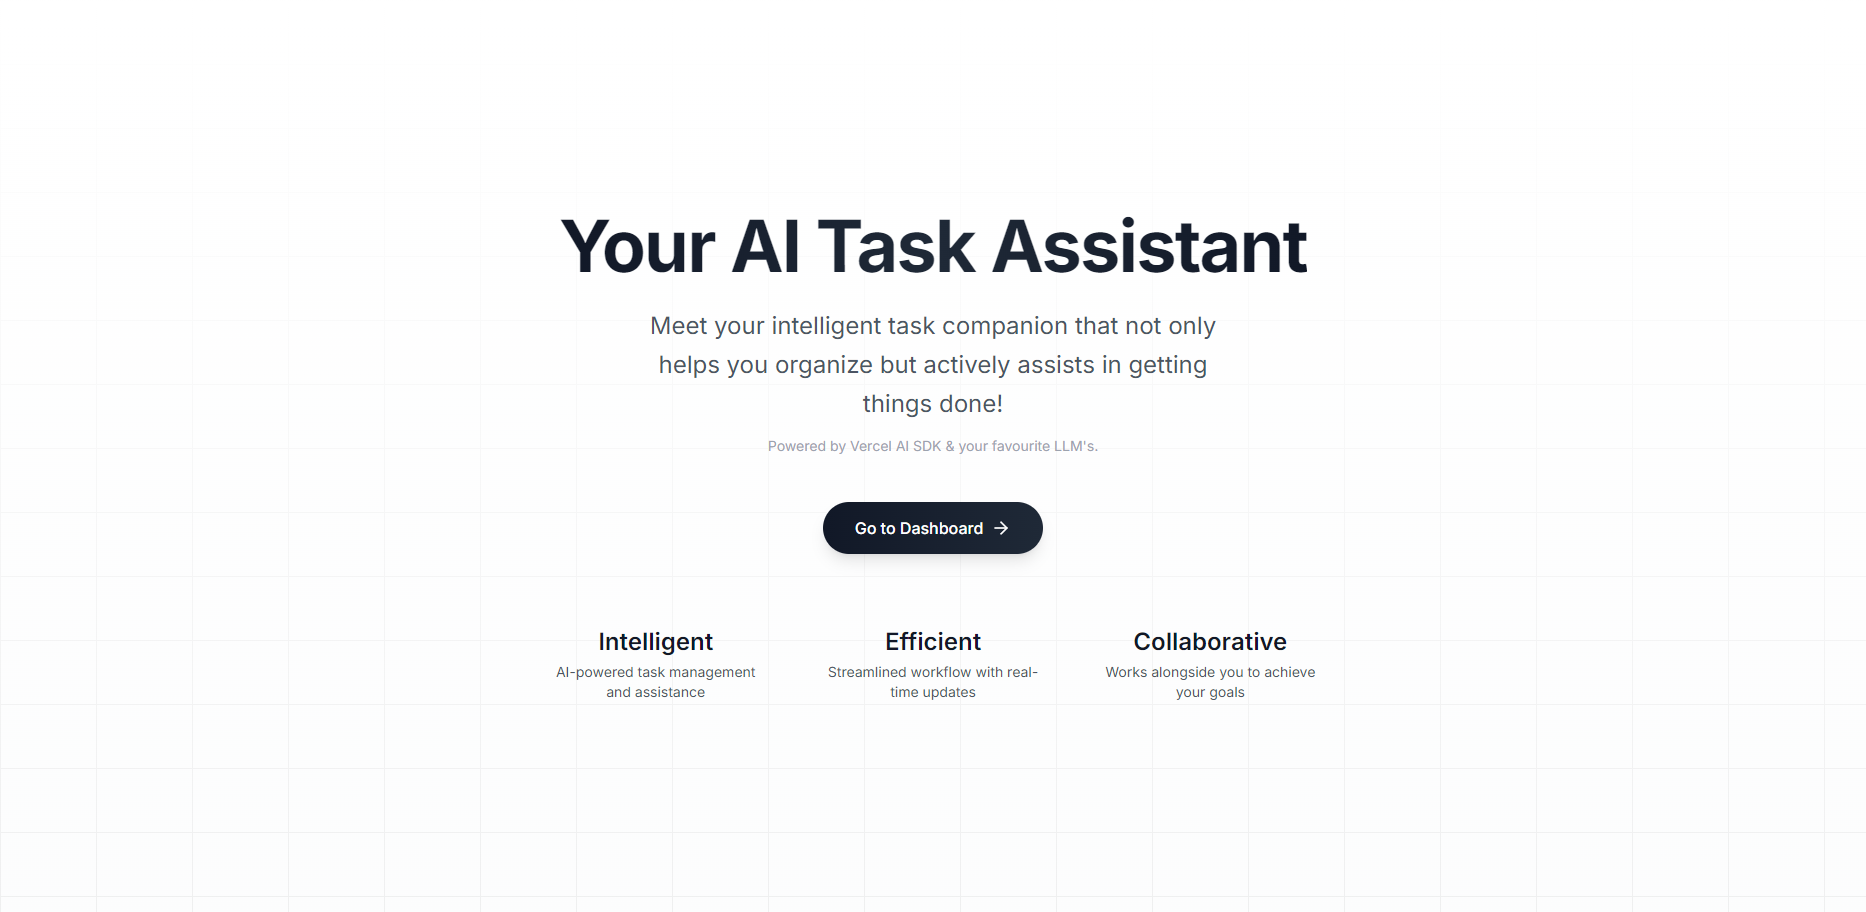 Your AI Task Assistant
Meet your intelligent task companion that not only
helps you organize but actively assists in getting
things done!
Powered by Vercel AI SDK & your favourite LLM's.
Go to Dashboard
Intelligent
AI-powered task management
and assistance
Efficient
Streamlined workflow with real-
time updates
Collaborative
Works alongside you to achieve
your goals